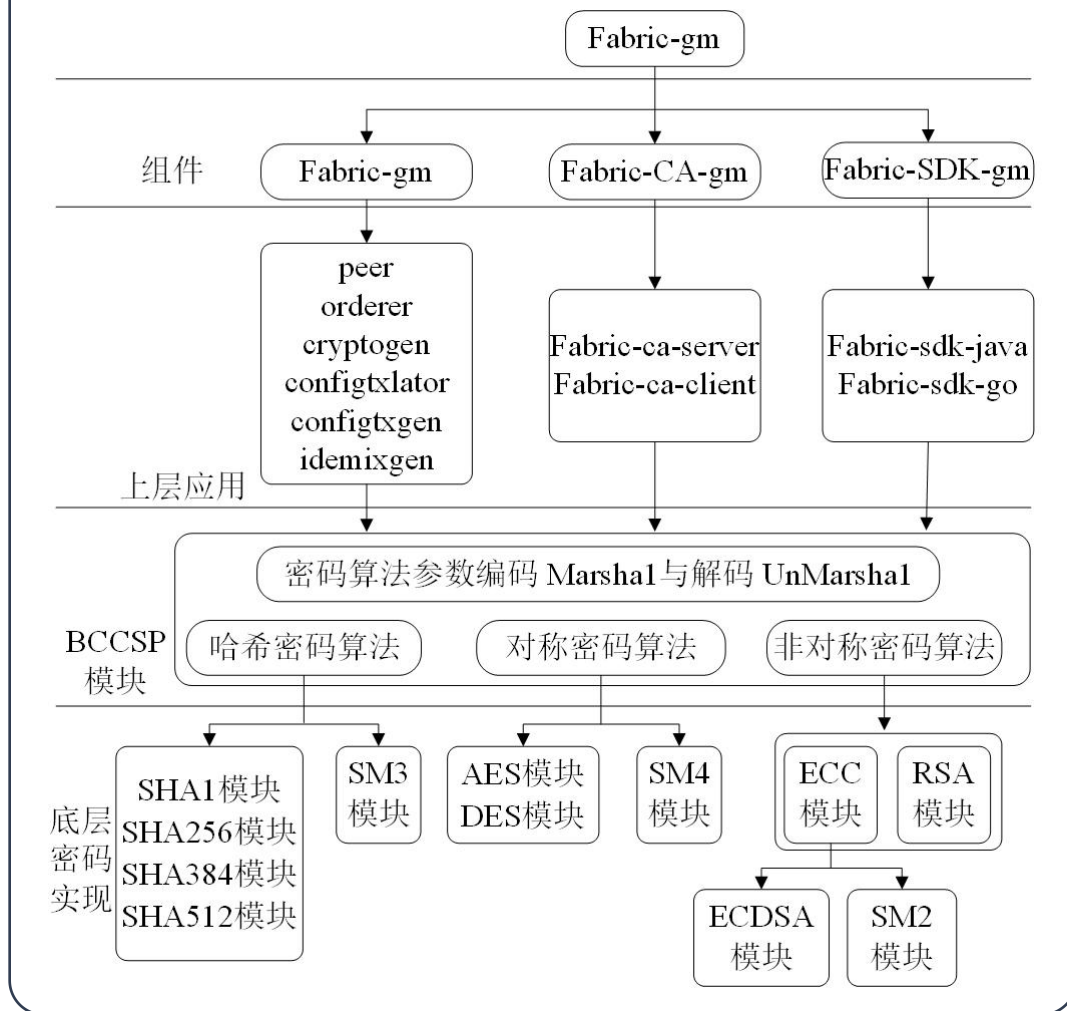 Fabric-gm
组件
Fabric-gm
Fabric-CA-gm
Fabric-SDK-gm
peer
orderer
cryptogen
configtxlator
configtxgen
idemixgen
Fabric-ca-server
Fabric-ca-client
Fabric-sdk-java
Fabric-sdk-go
上层应用
密码算法参数编码 Marsha1与解码 UnMarsha1
BCCSP
模块
哈希密码算法
对称密码算法
非对称密码算法
底层
密码
实现
SHA1模块
SHA256模块
SHA384模块
SHA512模块
SM3
模块
AES模块
DES模块
SM4
模块
ECC
模块
RSA
模块
ECDSA
模块
SM2
模块